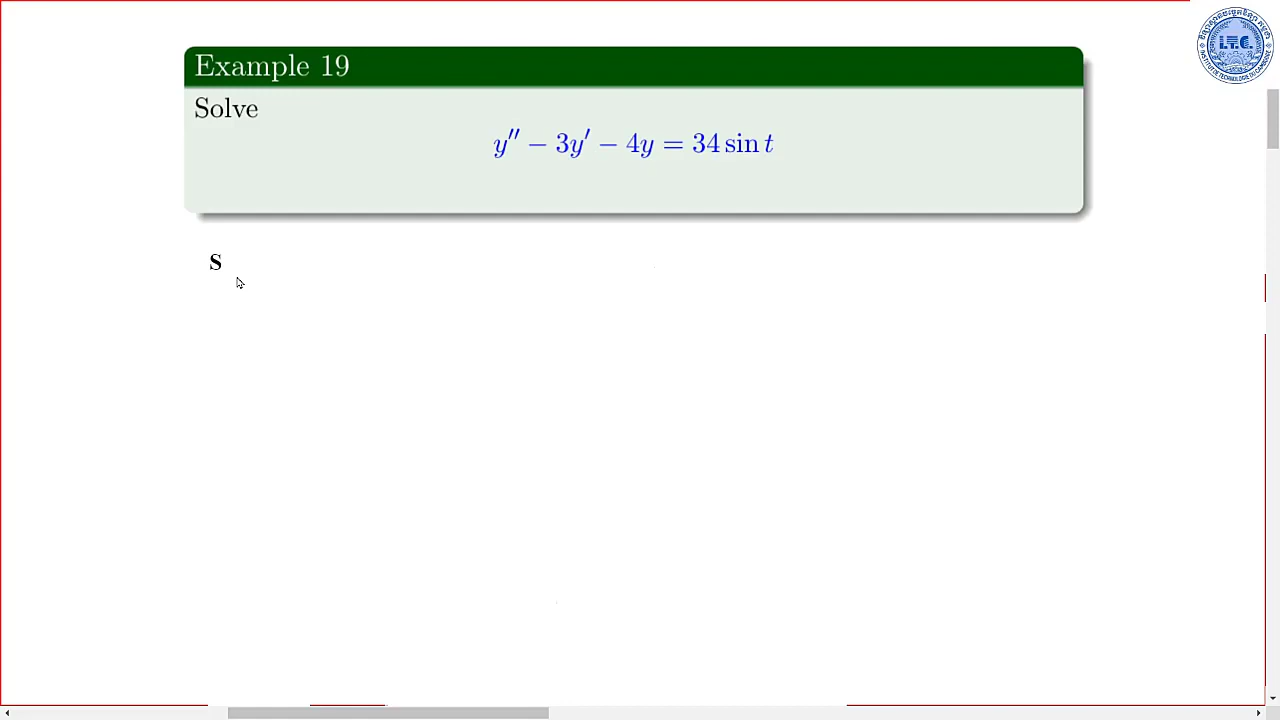 Example 19
Solve
y″ − 3y′ − 4y = 34 sin t
S
I.T.C.